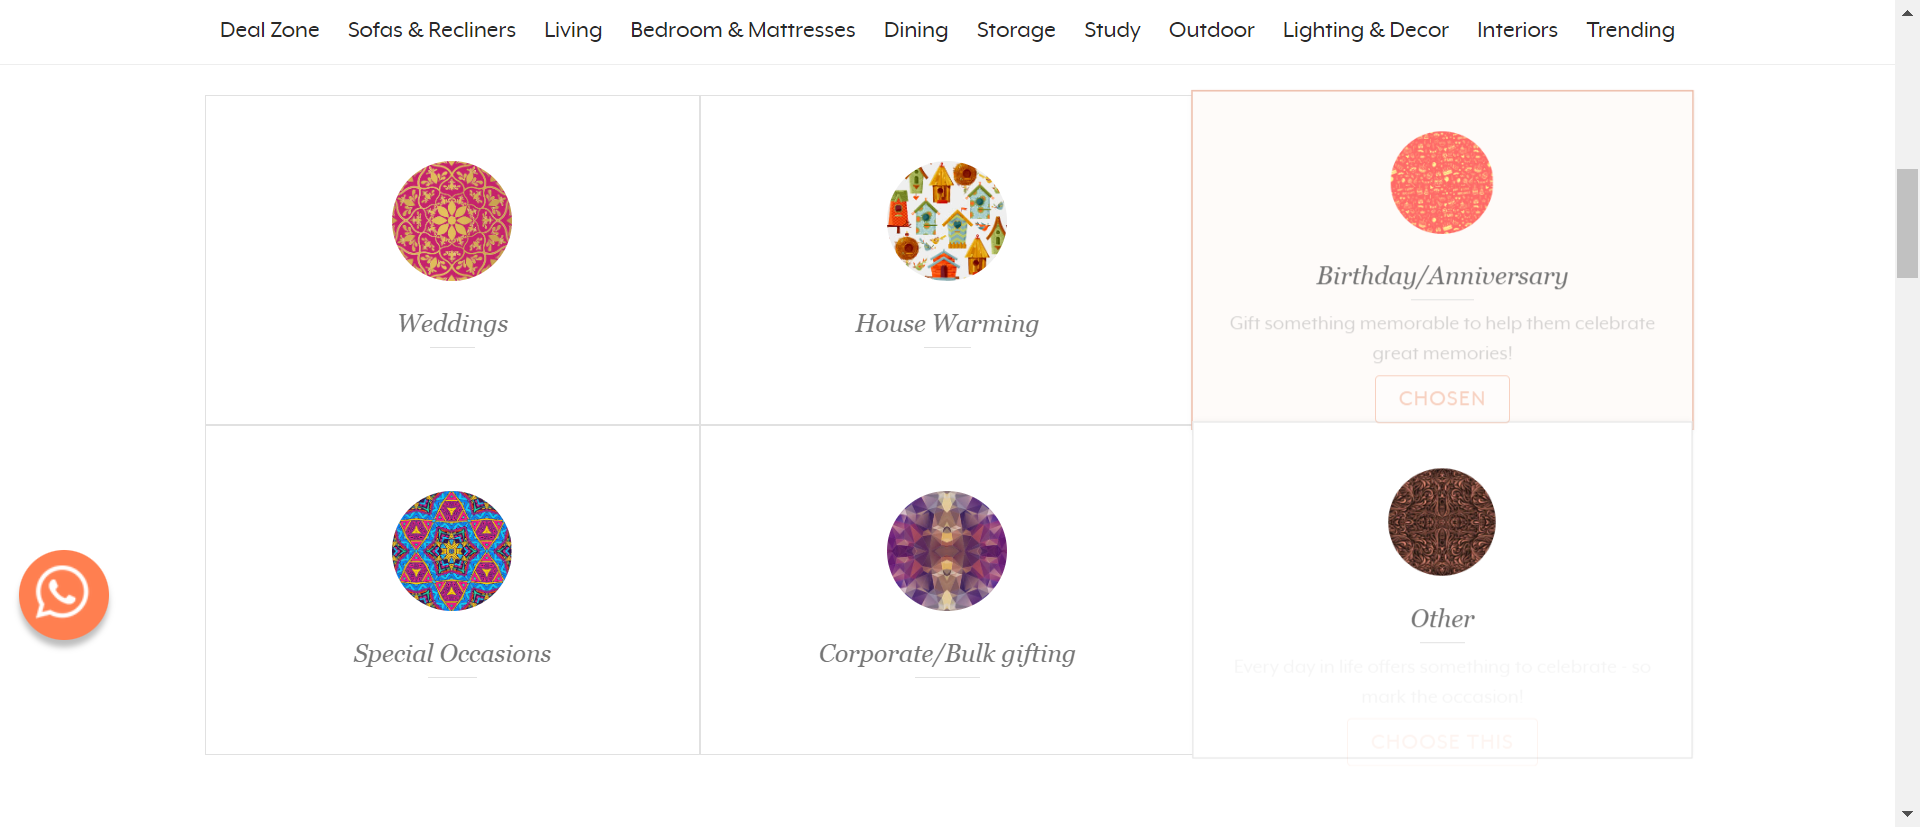 Deal Zone Sofas & Recliners Living Bedroom & Mattresses Dining Storage Study Outdoor Lighting & Decor Interiors Trending
Weddings
House Warming
Birthday/Anniversary
Gift something memorable to help them celebrate
great memories!
CHOSEN
Special Occasions
Corporate/Bulk gifting
Other
Every day in life offers something to celebrate - so
mark the occasion!
CHOOSE THIS